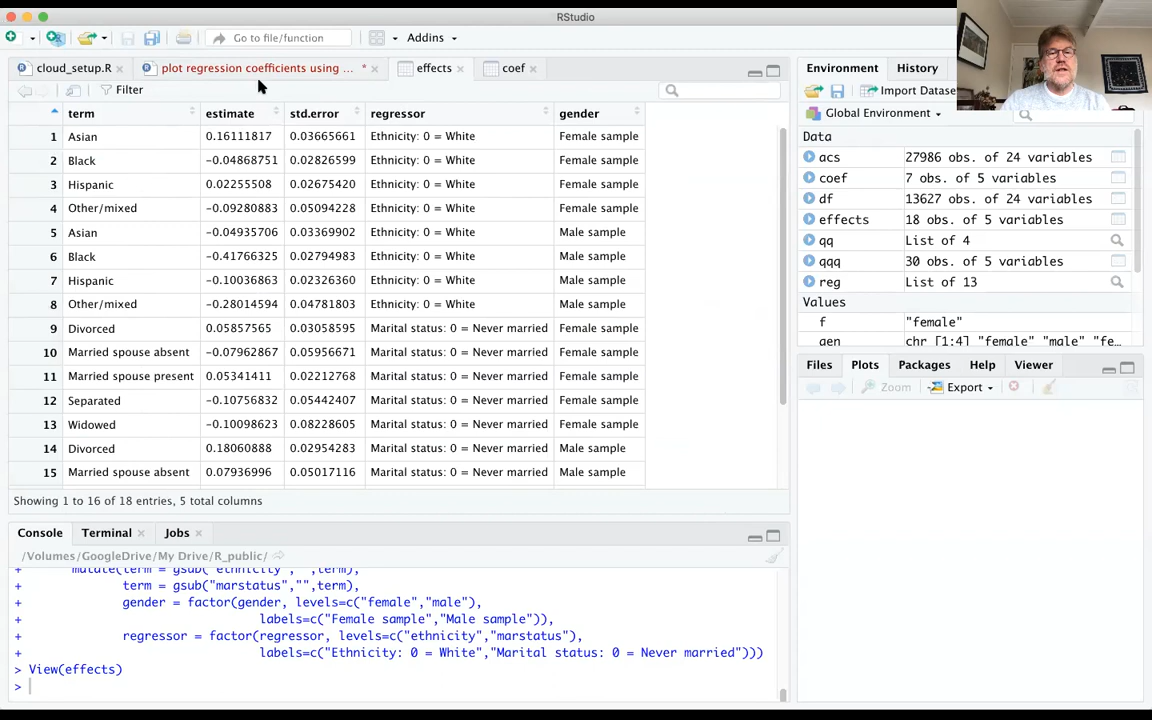 RStudio
Go to file/function
Addins
cloud_setup.R
plot regression coefficients using ... *
effects
coef
Filter
term estimate std.error regressor gender
1 Asian 0.16111817 0.03665661 Ethnicity: 0 = White Female sample
2 Black -0.04868751 0.02826599 Ethnicity: 0 = White Female sample
3 Hispanic 0.02255508 0.02675420 Ethnicity: 0 = White Female sample
4 Other/mixed -0.09280883 0.05094228 Ethnicity: 0 = White Female sample
5 Asian -0.04935706 0.03369902 Ethnicity: 0 = White Male sample
6 Black -0.41766325 0.02794983 Ethnicity: 0 = White Male sample
7 Hispanic -0.10036863 0.02326360 Ethnicity: 0 = White Male sample
8 Other/mixed -0.28014594 0.04781803 Ethnicity: 0 = White Male sample
9 Divorced 0.05857565 0.03058595 Marital status: 0 = Never married Female sample
10 Married spouse absent -0.07962867 0.05956671 Marital status: 0 = Never married Female sample
11 Married spouse present 0.05341411 0.02212768 Marital status: 0 = Never married Female sample
12 Separated -0.10756832 0.05442407 Marital status: 0 = Never married Female sample
13 Widowed -0.10098623 0.08228605 Marital status: 0 = Never married Female sample
14 Divorced 0.18060888 0.02954283 Marital status: 0 = Never married Male sample
15 Married spouse absent 0.07936996 0.05017116 Marital status: 0 = Never married Male sample
Showing 1 to 16 of 18 entries, 5 total columns
Console Terminal Jobs
/Volumes/GoogleDrive/My Drive/R_public/
+ mutate(term = gsub("ethnicity","",term),
+ term = gsub("marstatus","",term),
+ gender = factor(gender, levels=c("female","male"),
+ labels=c("Female sample","Male sample")),
+ regressor = factor(regressor, levels=c("ethnicity","marstatus"),
+ labels=c("Ethnicity: 0 = White","Marital status: 0 = Never married")))
> View(effects)
>
Environment History
Import Datase
Global Environment
Data
acs 27986 obs. of 24 variables
coef 7 obs. of 5 variables
df 13627 obs. of 24 variables
effects 18 obs. of 5 variables
qq List of 4
qqq 30 obs. of 5 variables
reg List of 13
Values
f "female"
gen chr [1:4] "female" "male" "fe…
Files Plots Packages Help Viewer
Zoom Export